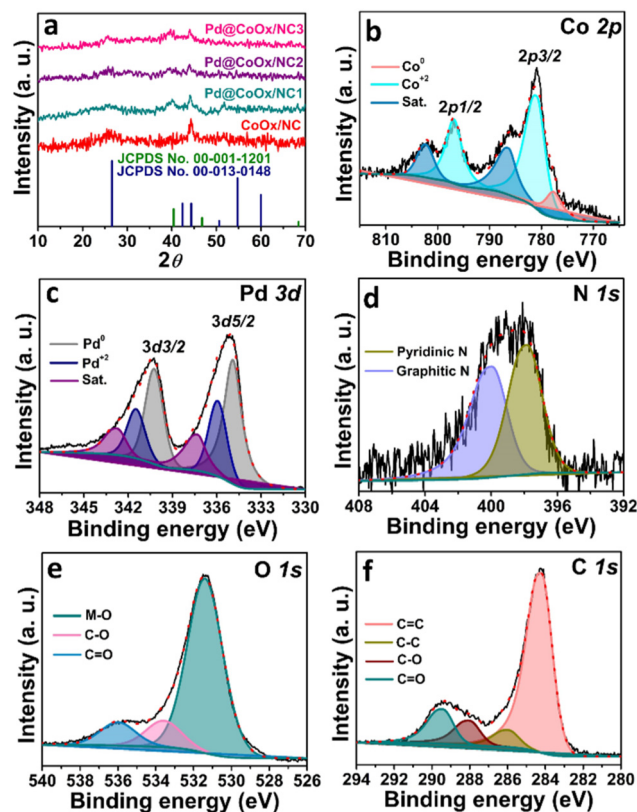 a
Pd@CoOx/NC3
Pd@CoOx/NC2
Pd@CoOx/NC1
CoOx/NC
JCPDS No. 00-001-1201
JCPDS No. 00-013-0148
Intensity (a. u.)
10 20 30 40 50 60 70
2θ
b
Co 2p
2p3/2
2p1/2
Co⁰
Co⁺²
Sat.
Intensity (a. u.)
810 800 790 780 770
Binding energy (eV)
c
Pd 3d
3d5/2
3d3/2
Pd⁰
Pd⁺²
Sat.
Intensity (a. u.)
348 345 342 339 336 333 330
Binding energy (eV)
d
N 1s
Pyridinic N
Graphitic N
Intensity (a. u.)
408 404 400 396 392
Binding energy (eV)
e
O 1s
M-O
C-O
C=O
Intensity (a. u.)
540 538 536 534 532 530 528 526
Binding energy (eV)
f
C 1s
C=C
C-C
C-O
C=O
Intensity (a. u.)
294 292 290 288 286 284 282 280
Binding energy (eV)